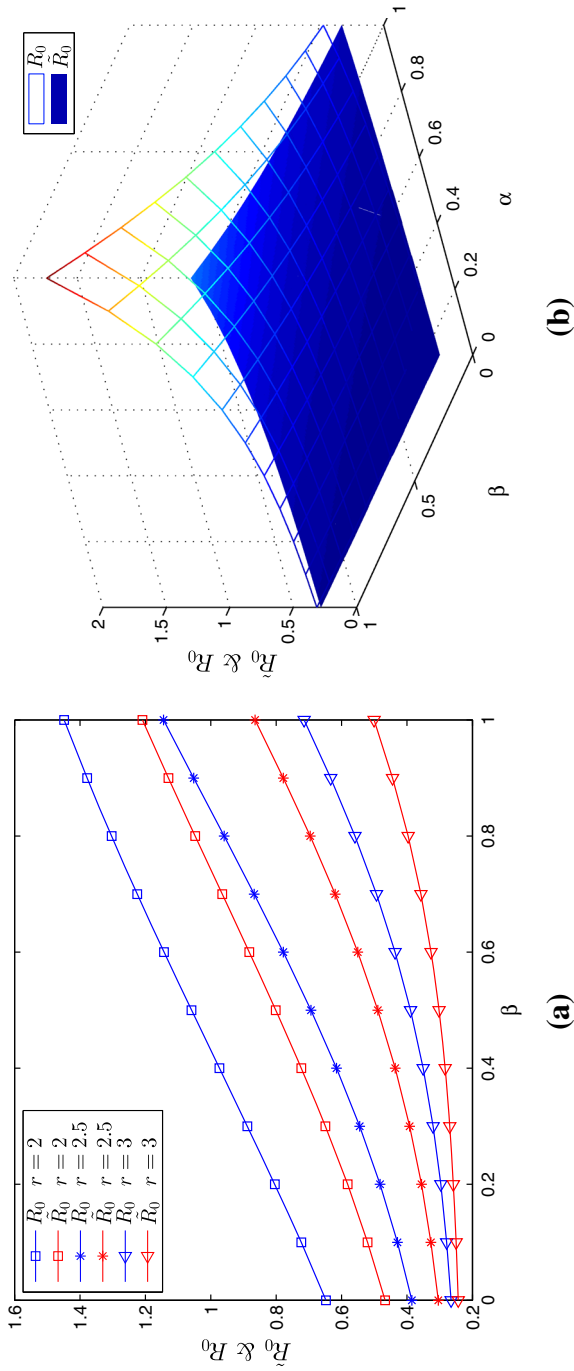 R̃₀ & R₀
1.6
1.4
1.2
1
0.8
0.6
0.4
0.2
0
0.2
0.4
0.6
0.8
1
β
R₀ r = 2
R̃₀ r = 2
R₀ r = 2.5
R̃₀ r = 2.5
R₀ r = 3
R̃₀ r = 3
(a)
R̃₀ & R₀
2
1.5
1
0.5
0
1
0.5
0
β
0
0.2
0.4
0.6
0.8
1
α
R₀
R̃₀
(b)